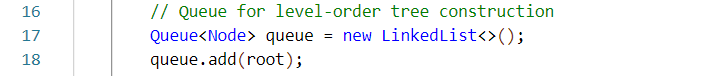 16 // Queue for level-order tree construction
17 Queue<Node> queue = new LinkedList<>();
18 queue.add(root);